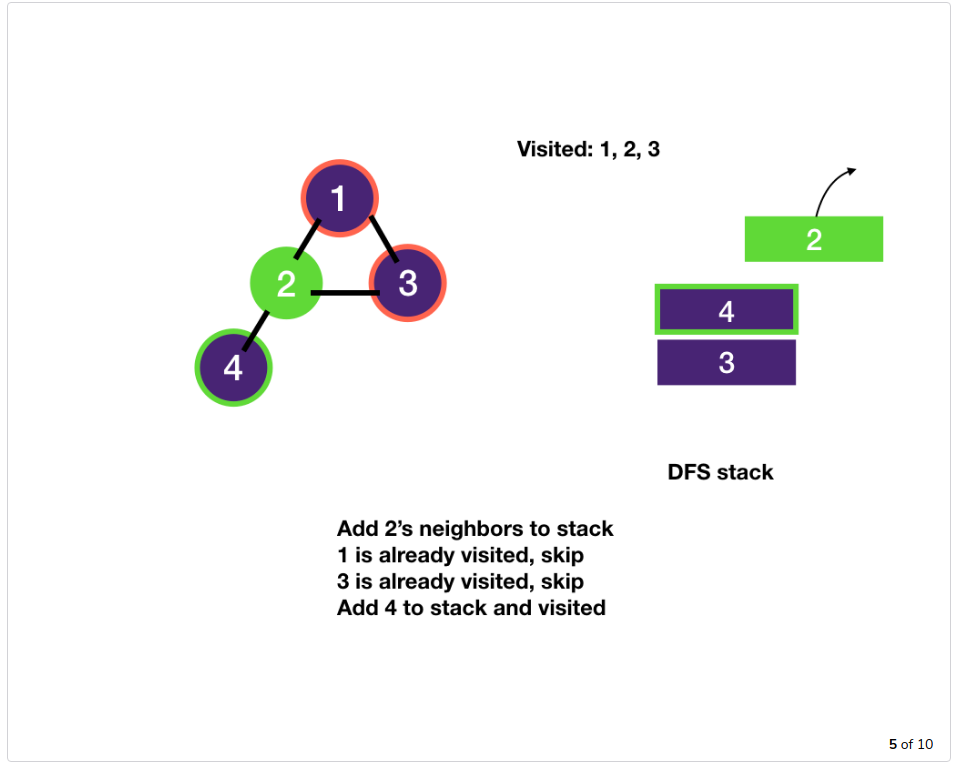 Visited: 1, 2, 3
1
2
3
4
2
4
3
DFS stack
Add 2’s neighbors to stack
1 is already visited, skip
3 is already visited, skip
Add 4 to stack and visited
5 of 10